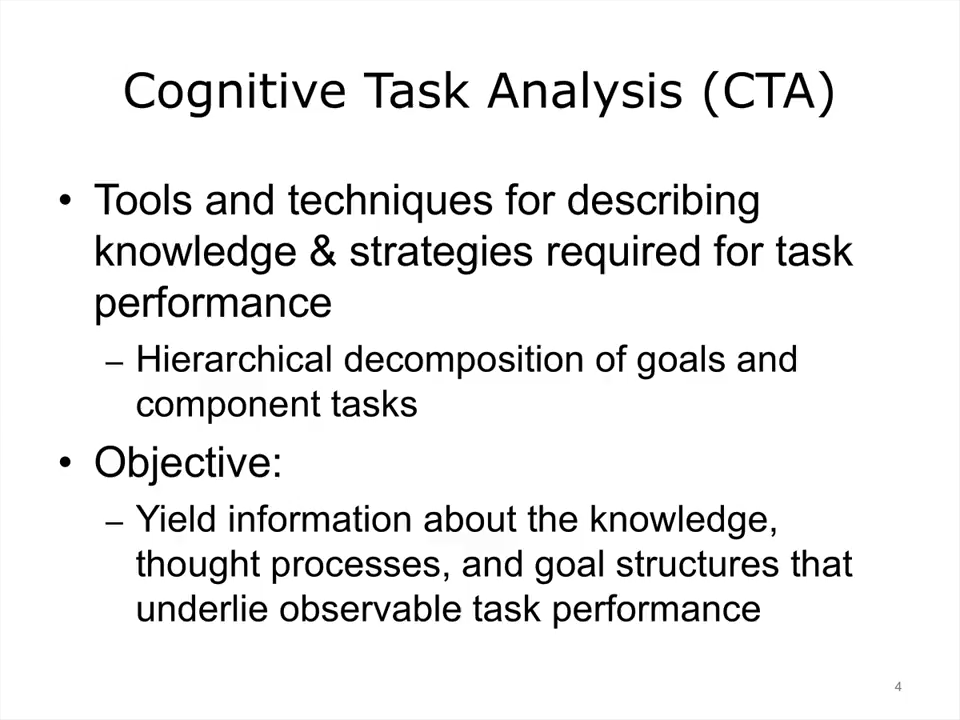 Cognitive Task Analysis (CTA)
• Tools and techniques for describing
knowledge & strategies required for task
performance
– Hierarchical decomposition of goals and
component tasks
• Objective:
– Yield information about the knowledge,
thought processes, and goal structures that
underlie observable task performance
4